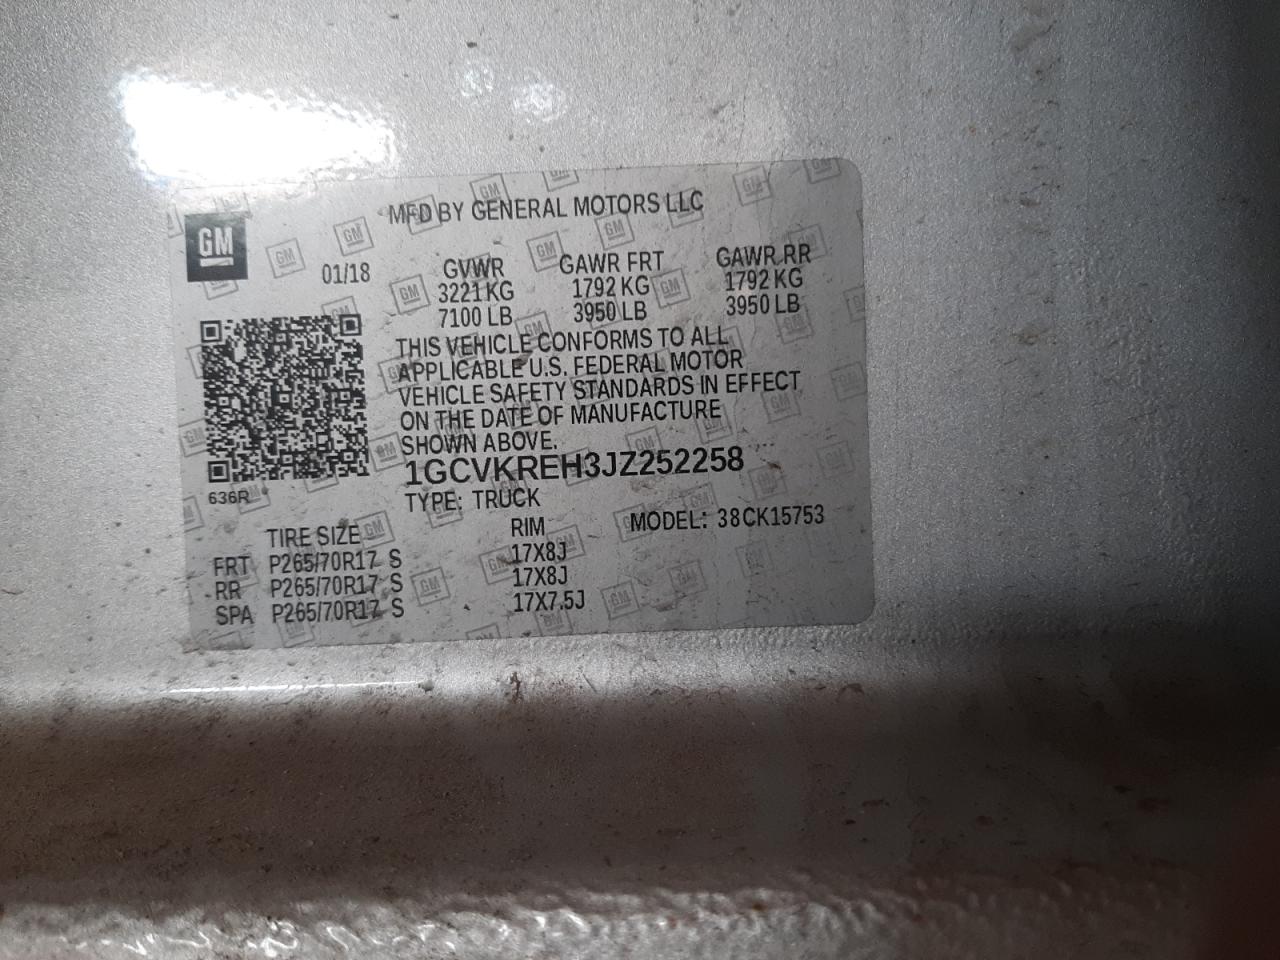 MFD BY GENERAL MOTORS LLC
GM
01/18 GVWR GAWR FRT GAWR RR
3221 KG 1792 KG 1792 KG
7100 LB 3950 LB 3950 LB
THIS VEHICLE CONFORMS TO ALL
APPLICABLE U.S. FEDERAL MOTOR
VEHICLE SAFETY STANDARDS IN EFFECT
ON THE DATE OF MANUFACTURE
SHOWN ABOVE.
1GCVKREH3JZ252258
636R
TYPE: TRUCK
TIRE SIZE RIM MODEL: 38CK15753
FRT P265/70R17 S 17X8J
RR P265/70R17 S 17X8J
SPA P265/70R17 S 17X7.5J